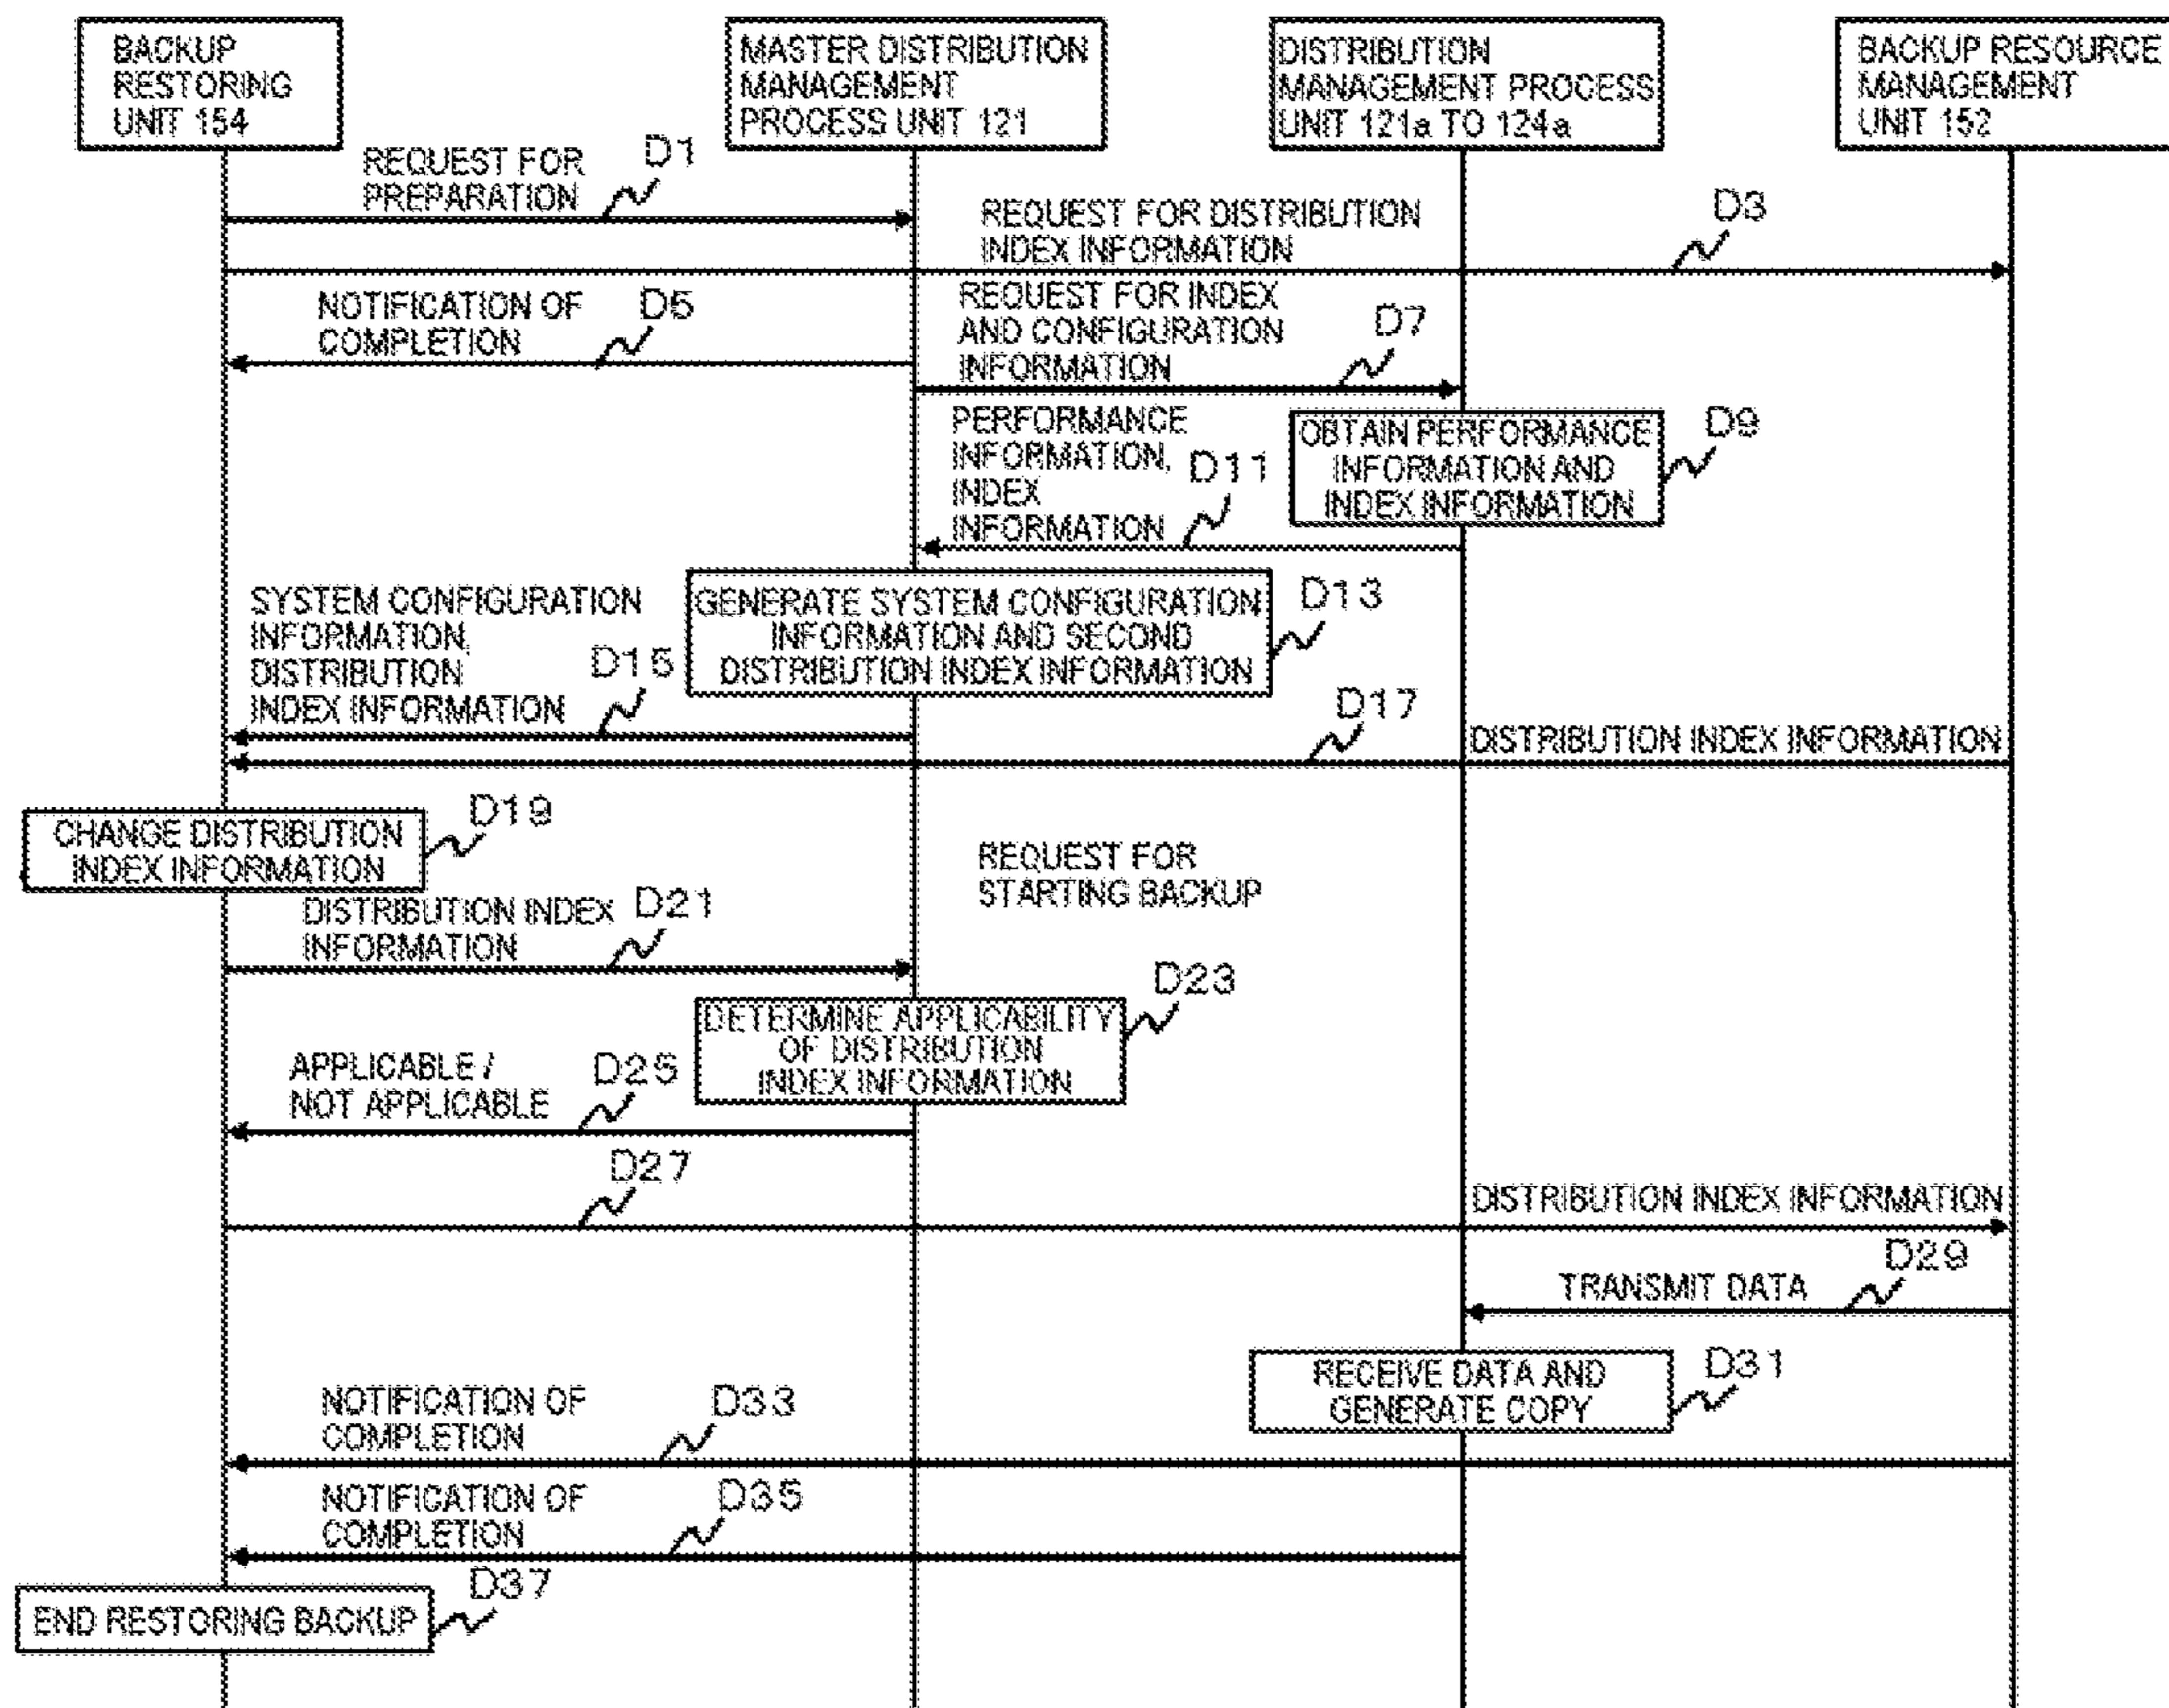 BACKUP
RESTORING
UNIT 154
MASTER DISTRIBUTION
MANAGEMENT
PROCESS UNIT 121
DISTRIBUTION
MANAGEMENT PROCESS
UNIT 121a TO 124a
BACKUP RESOURCE
MANAGEMENT
UNIT 152
REQUEST FOR
PREPARATION
D1
REQUEST FOR DISTRIBUTION
INDEX INFORMATION
D3
NOTIFICATION OF
COMPLETION
D5
REQUEST FOR INDEX
AND CONFIGURATION
INFORMATION
D7
OBTAIN PERFORMANCE
INFORMATION AND
INDEX INFORMATION
D9
PERFORMANCE
INFORMATION,
INDEX
INFORMATION
D11
GENERATE SYSTEM CONFIGURATION
INFORMATION AND SECOND
DISTRIBUTION INDEX INFORMATION
D13
SYSTEM CONFIGURATION
INFORMATION,
DISTRIBUTION
INDEX INFORMATION
D15
D17
DISTRIBUTION INDEX INFORMATION
CHANGE DISTRIBUTION
INDEX INFORMATION
D19
REQUEST FOR
STARTING BACKUP
DISTRIBUTION INDEX
INFORMATION
D21
DETERMINE APPLICABILITY
OF DISTRIBUTION
INDEX INFORMATION
D23
APPLICABLE /
NOT APPLICABLE
D25
D27
DISTRIBUTION INDEX INFORMATION
TRANSMIT DATA
D29
RECEIVE DATA AND
GENERATE COPY
D31
NOTIFICATION OF
COMPLETION
D33
NOTIFICATION OF
COMPLETION
D35
END RESTORING BACKUP
D37